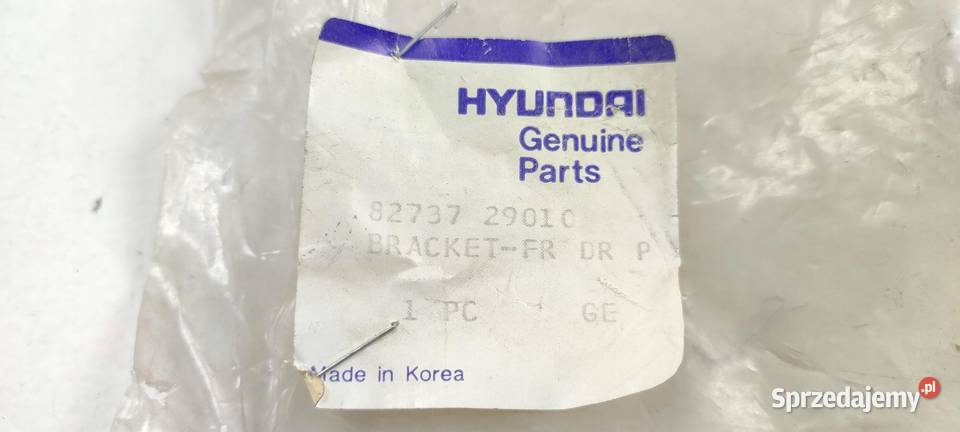 HYUNDAI
Genuine
Parts
82737 29010
BRACKET-FR DR P
1 PC GE
Made in Korea
Sprzedajemy.pl